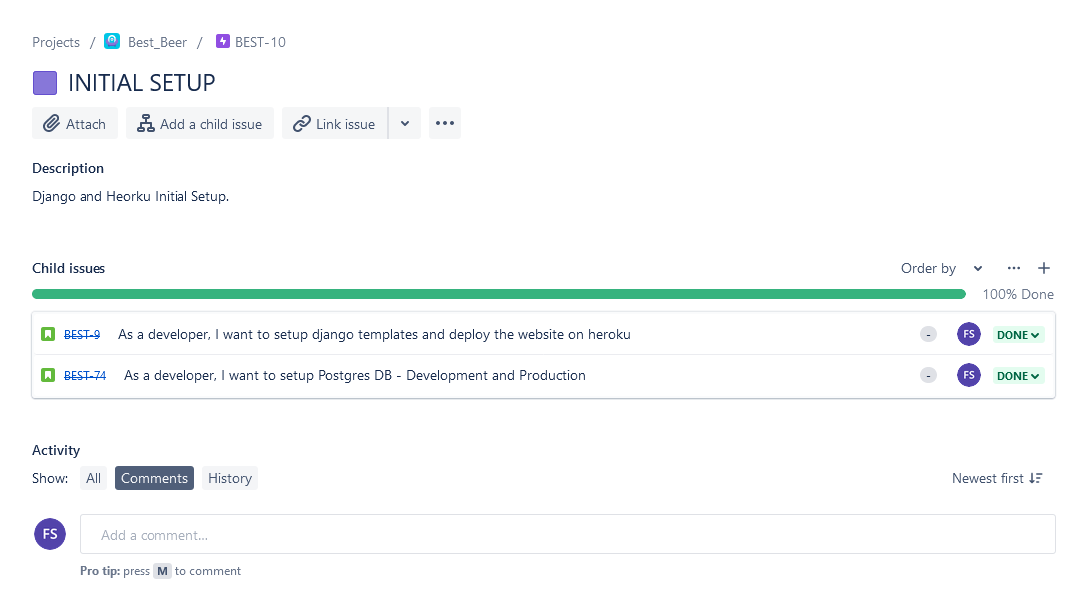 Projects / Best_Beer / BEST-10
INITIAL SETUP
Attach Add a child issue Link issue
Description
Django and Heorku Initial Setup.
Child issues Order by
100% Done
BEST-9 As a developer, I want to setup django templates and deploy the website on heroku - FS DONE
BEST-74 As a developer, I want to setup Postgres DB - Development and Production - FS DONE
Activity
Show: All Comments History Newest first
FS Add a comment...
Pro tip: press M to comment